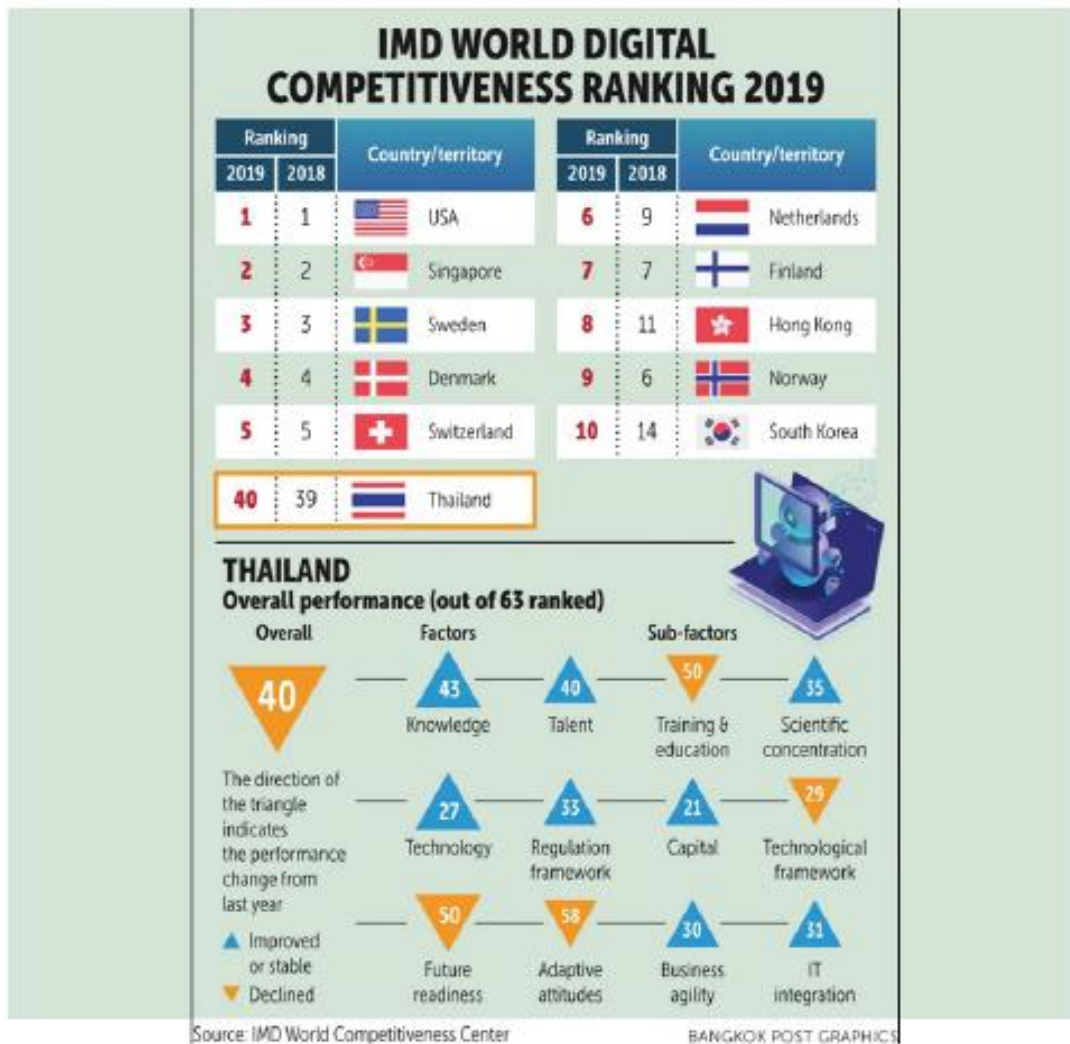 IMD WORLD DIGITAL
COMPETITIVENESS RANKING 2019
Ranking
Country/territory
2019 2018
1 1 USA
2 2 Singapore
3 3 Sweden
4 4 Denmark
5 5 Switzerland
Ranking
Country/territory
2019 2018
6 9 Netherlands
7 7 Finland
8 11 Hong Kong
9 6 Norway
10 14 South Korea
40 39 Thailand
THAILAND
Overall performance (out of 63 ranked)
Overall Factors Sub-factors
40
43 40 50 35
Knowledge Talent Training & Scientific
education concentration
The direction of
the triangle
indicates
the performance
change from
last year
27 33 21 29
Technology Regulation Capital Technological
framework framework
50 58 30 31
Future Adaptive Business IT
readiness attitudes agility integration
Improved
or stable
Declined
Source: IMD World Competitiveness Center
BANGKOK POST GRAPHICS